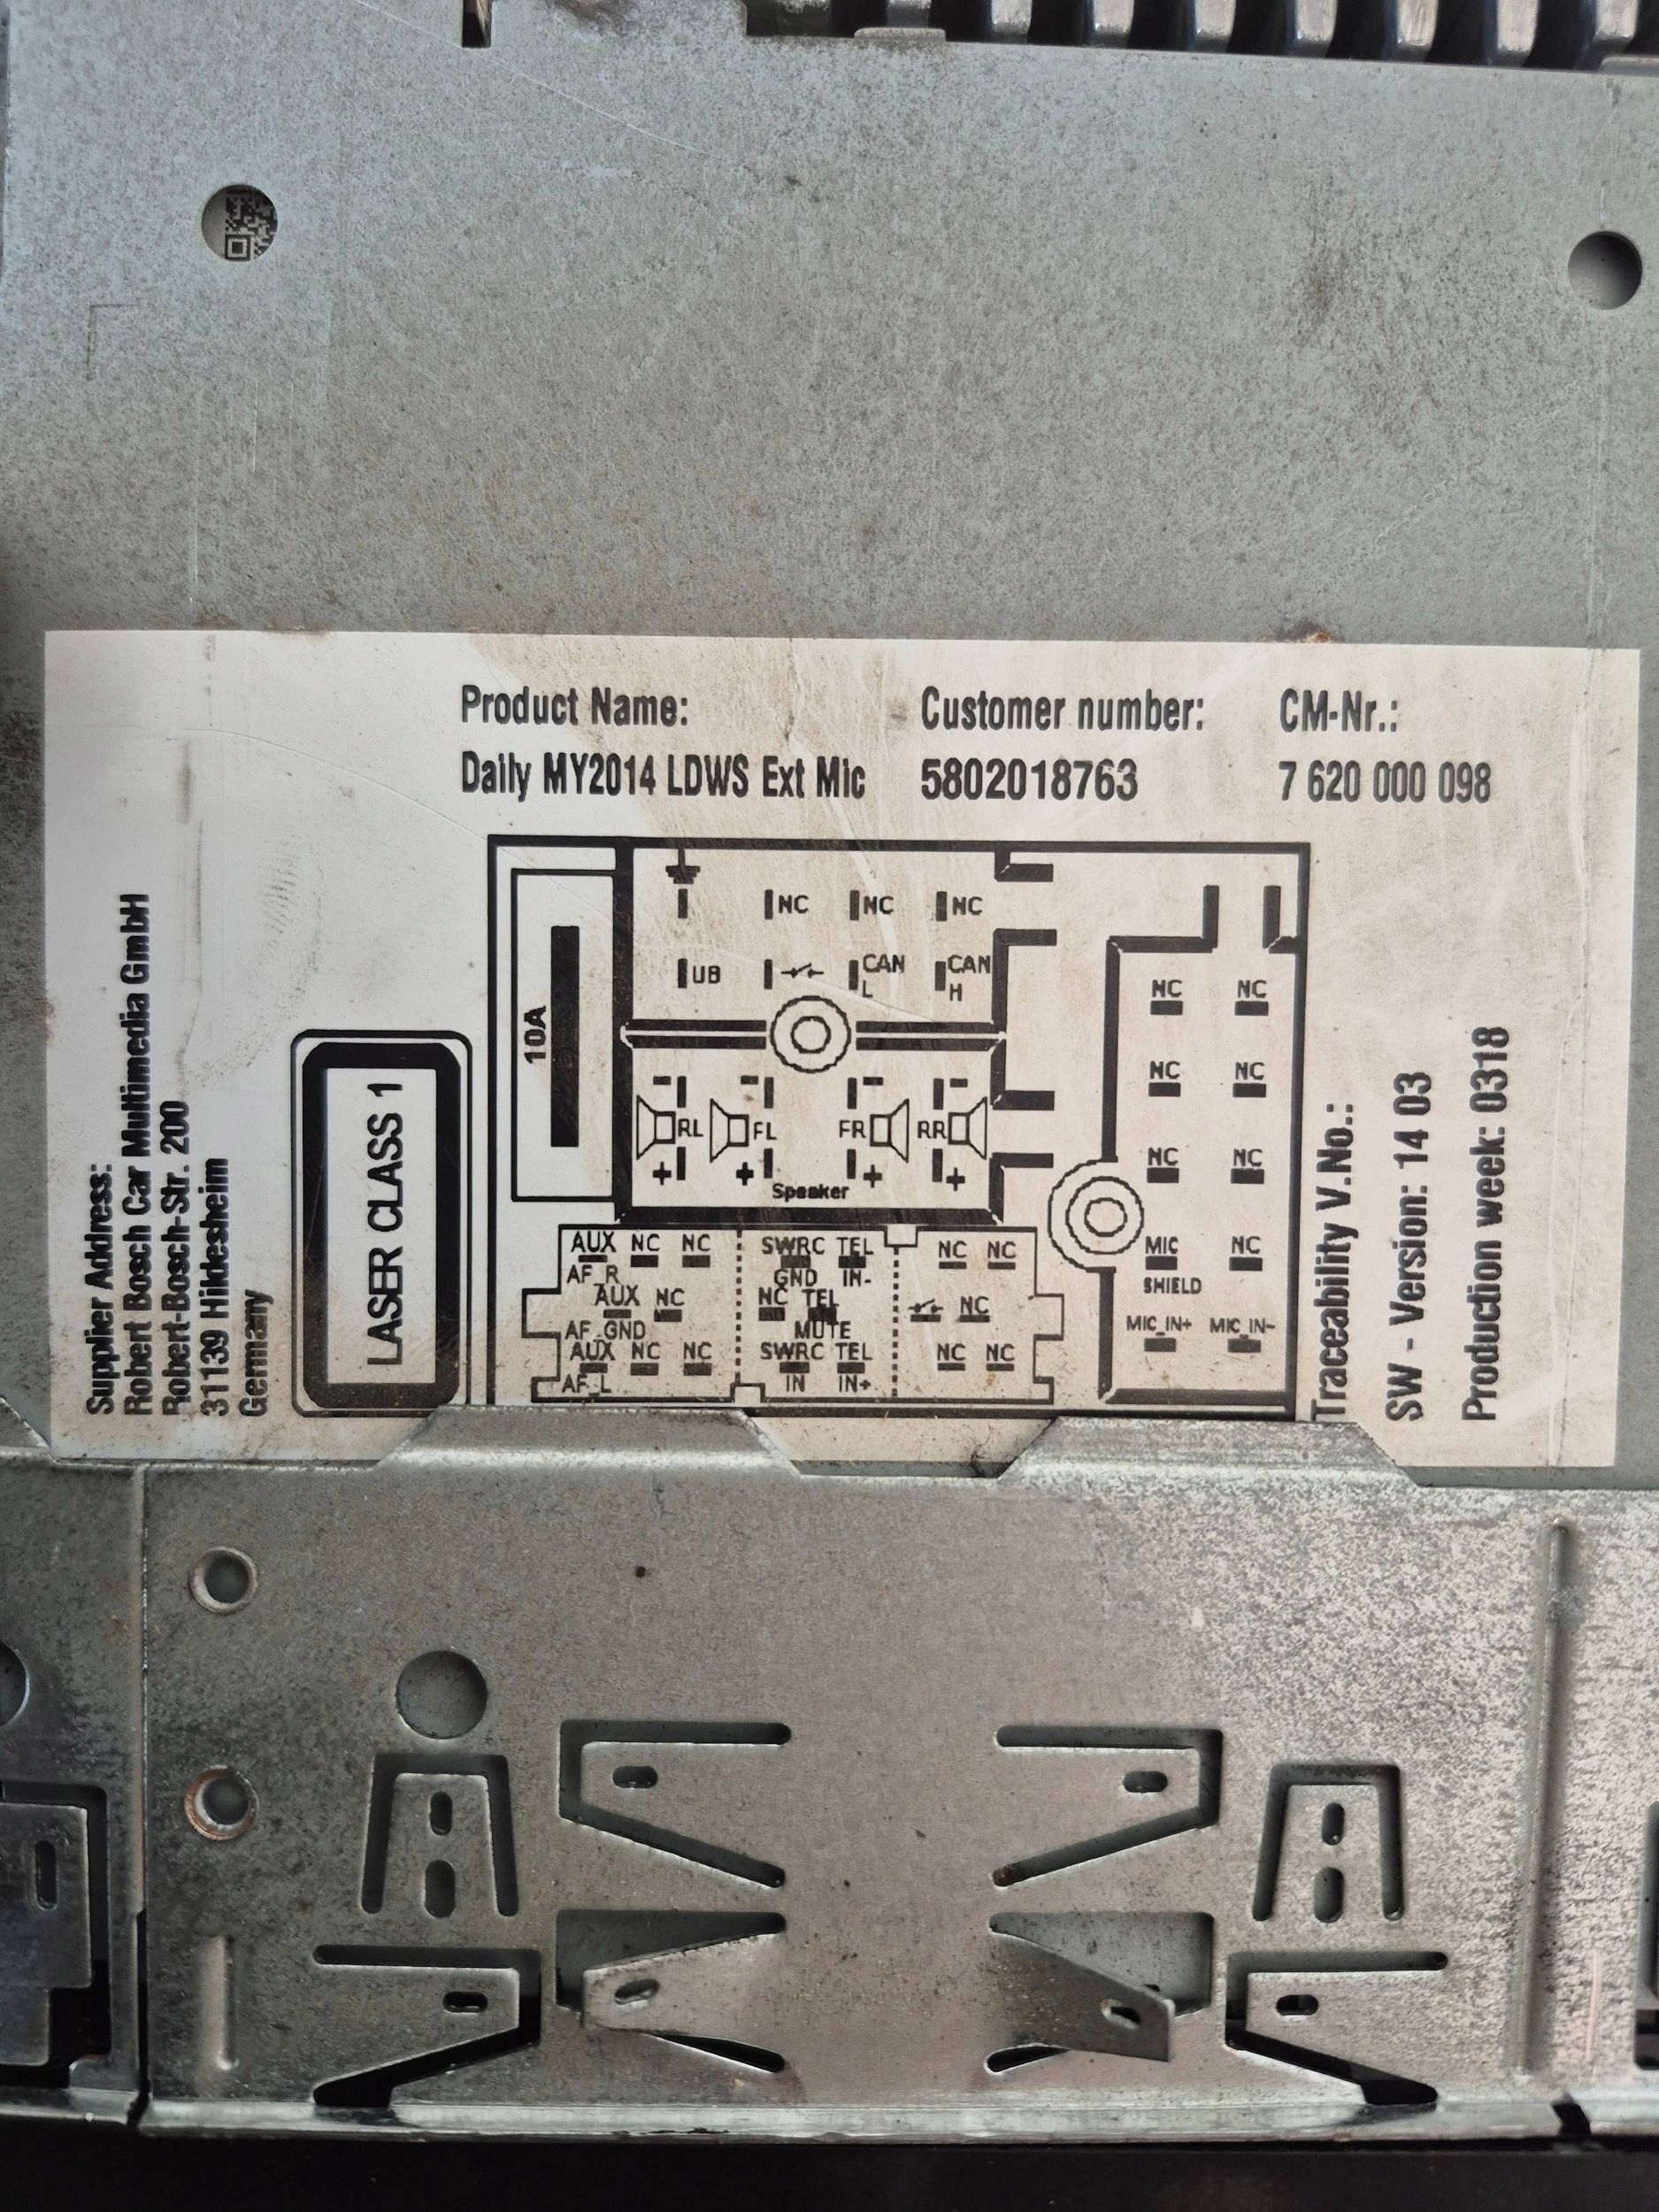 Product Name:
Daily MY2014 LDWS Ext Mic
Customer number:
5802018763
CM-Nr.:
7 620 000 098
Supplier Address:
Robert Bosch Car Multimedia GmbH
Robert-Bosch-Str. 200
31139 Hildesheim
Germany
LASER CLASS 1
10A
NC NC NC
UB CAN L CAN H
- - - -
RL FL FR RR
+ + + +
Speaker
AUX NC NC SWRC TEL NC NC
AF_R GND IN-
AUX NC NC TEL NC
AF_GND MUTE
AUX NC NC SWRC TEL NC NC
AF_L IN IN+
NC NC
NC NC
NC NC
MIC NC
SHIELD
MIC_IN+ MIC_IN-
Traceability V.No.:
SW - Version: 14 03
Production week: 0318